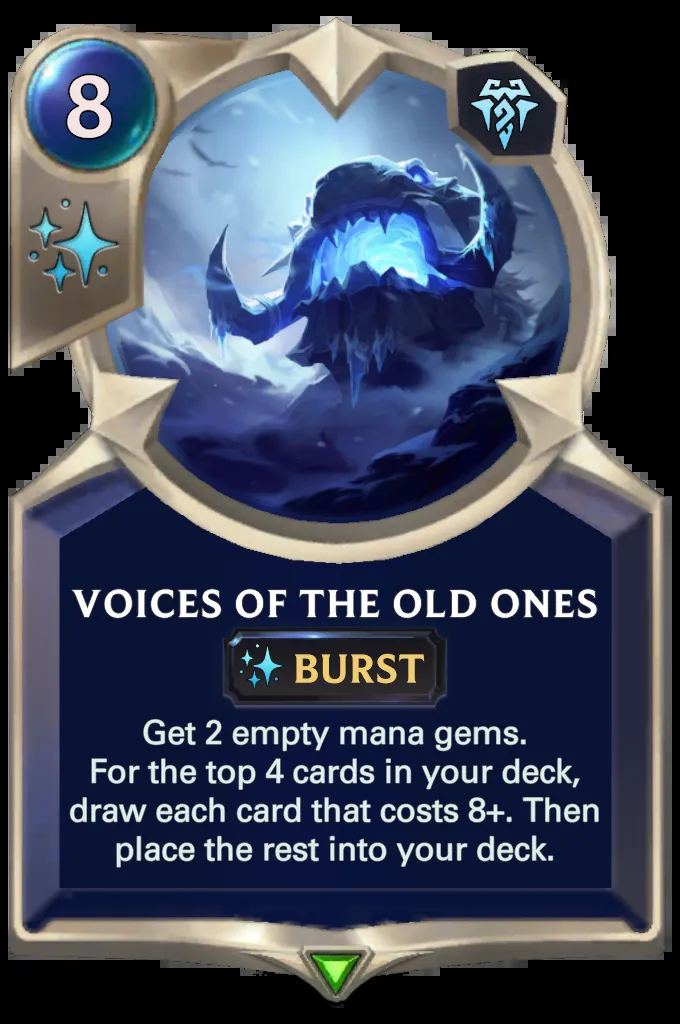 8
VOICES OF THE OLD ONES
BURST
Get 2 empty mana gems.
For the top 4 cards in your deck,
draw each card that costs 8+. Then
place the rest into your deck.